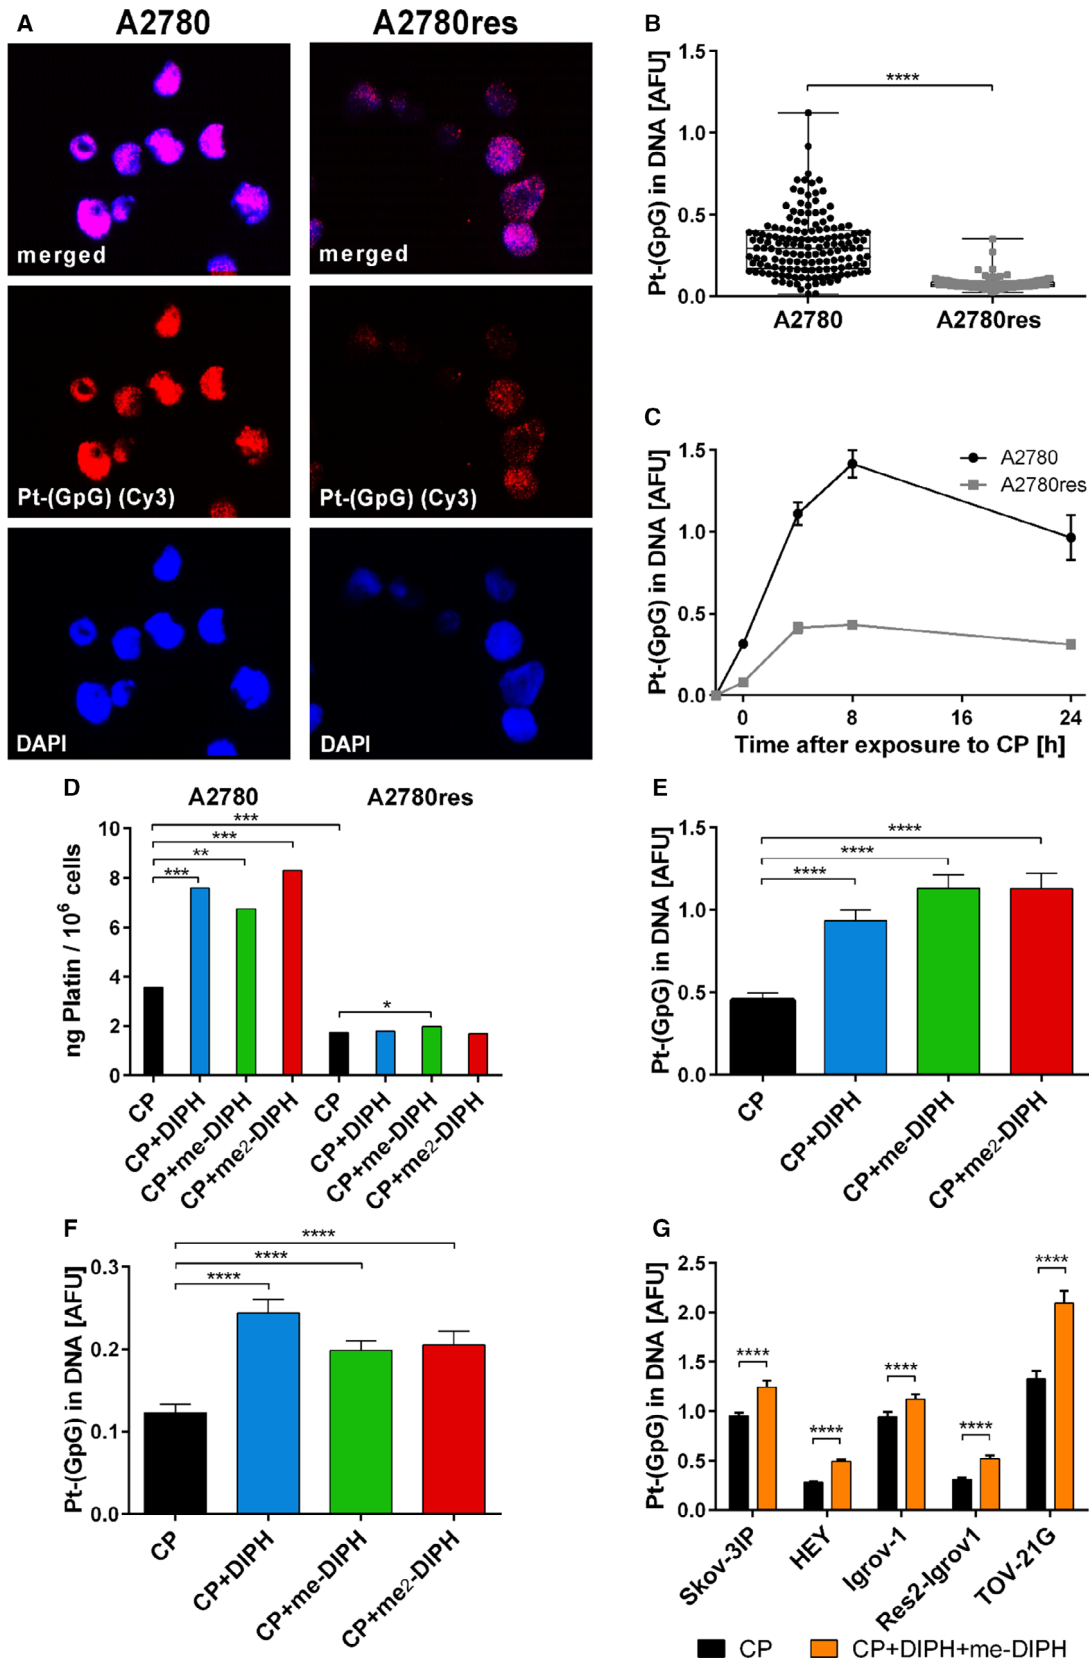 A
A2780
A2780res
merged
merged
Pt-(GpG) (Cy3)
Pt-(GpG) (Cy3)
DAPI
DAPI
B
Pt-(GpG) in DNA [AFU]
1.5
1.0
0.5
0.0
****
A2780
A2780res
C
Pt-(GpG) in DNA [AFU]
1.5
1.0
0.5
0.0
A2780
A2780res
0
8
16
24
Time after exposure to CP [h]
D
A2780
A2780res
ng Platin / 10⁶ cells
10
8
6
4
2
0
***
***
**
***
*
CP
CP+DIPH
CP+me-DIPH
CP+me2-DIPH
CP
CP+DIPH
CP+me-DIPH
CP+me2-DIPH
E
Pt-(GpG) in DNA [AFU]
1.5
1.0
0.5
0.0
****
****
****
CP
CP+DIPH
CP+me-DIPH
CP+me2-DIPH
F
Pt-(GpG) in DNA [AFU]
0.3
0.2
0.1
0.0
****
****
****
CP
CP+DIPH
CP+me-DIPH
CP+me2-DIPH
G
Pt-(GpG) in DNA [AFU]
2.5
2.0
1.5
1.0
0.5
0.0
****
****
****
****
****
Skov-3IP
HEY
Igrov-1
Res2-Igrov1
TOV-21G
CP
CP+DIPH+me-DIPH